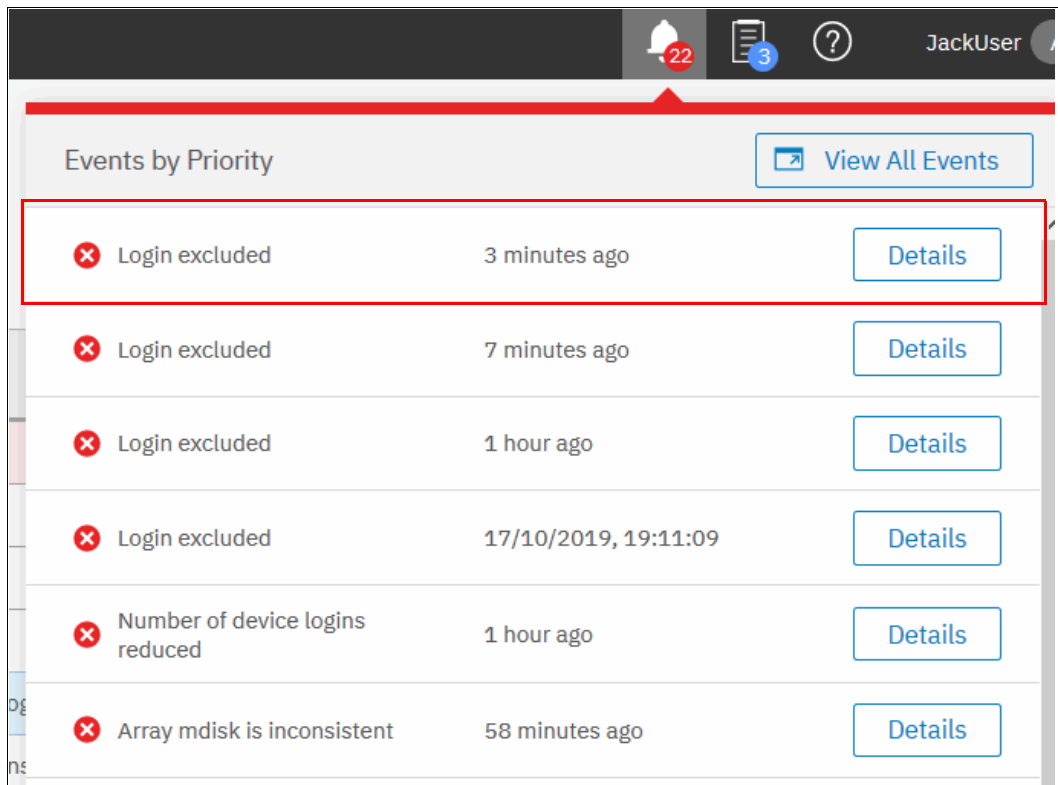 22
3
?
JackUser
Events by Priority
View All Events
Login excluded 3 minutes ago Details
Login excluded 7 minutes ago Details
Login excluded 1 hour ago Details
Login excluded 17/10/2019, 19:11:09 Details
Number of device logins
reduced 1 hour ago Details
Array mdisk is inconsistent 58 minutes ago Details